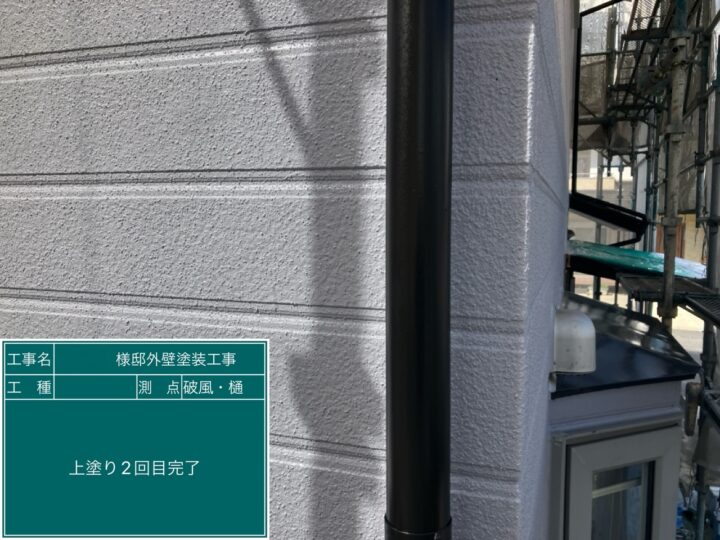 工事名 様邸外壁塗装工事
工 種 測 点 破風・樋
上塗り2回目完了